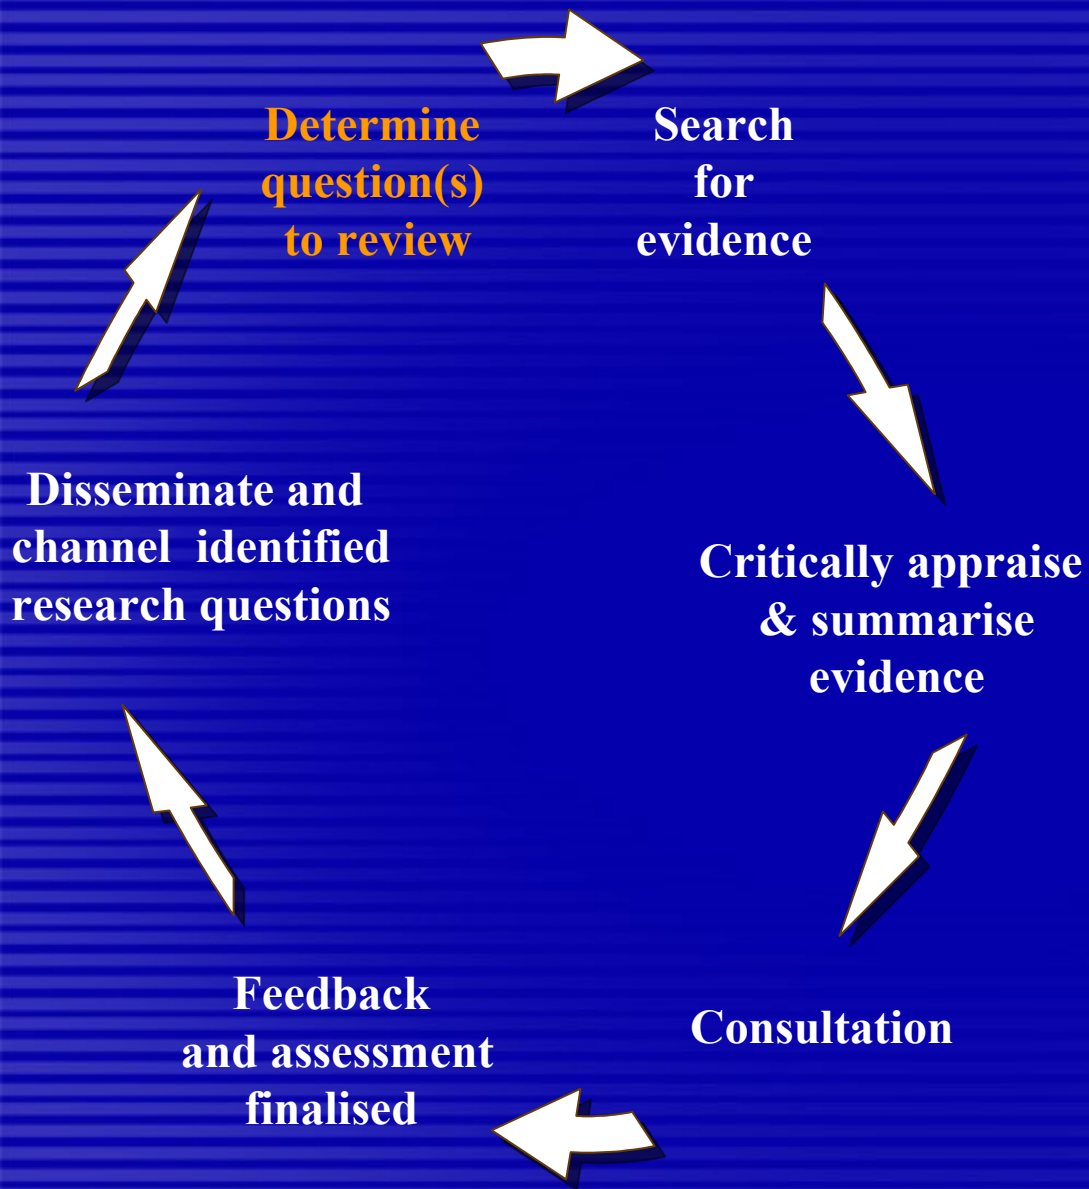 Determine
question(s)
to review
Search
for
evidence
Critically appraise
& summarise
evidence
Consultation
Feedback
and assessment
finalised
Disseminate and
channel  identified
research questions